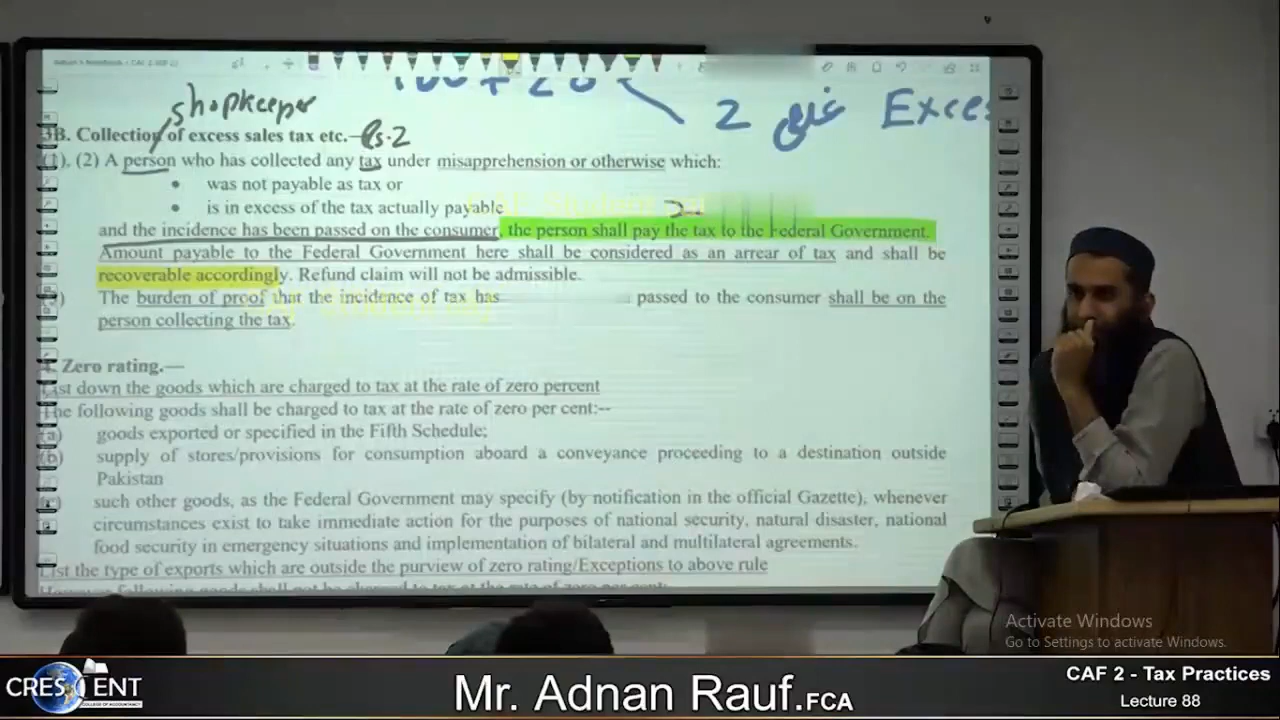 100 + 20
2 غلطی Exces
shopkeeper
3B. Collection of excess sales tax etc.— Rs.2
(1). (2) A person who has collected any tax under misapprehension or otherwise which:
• was not payable as tax or
• is in excess of the tax actually payable
and the incidence has been passed on the consumer, the person shall pay the tax to the Federal Government.
Amount payable to the Federal Government here shall be considered as an arrear of tax and shall be
recoverable accordingly. Refund claim will not be admissible.
The burden of proof that the incidence of tax has passed to the consumer shall be on the
person collecting the tax.
4. Zero rating.—
List down the goods which are charged to tax at the rate of zero percent
The following goods shall be charged to tax at the rate of zero per cent:--
(a) goods exported or specified in the Fifth Schedule;
(b) supply of stores/provisions for consumption aboard a conveyance proceeding to a destination outside
Pakistan
such other goods, as the Federal Government may specify (by notification in the official Gazette), whenever
circumstances exist to take immediate action for the purposes of national security, natural disaster, national
food security in emergency situations and implementation of bilateral and multilateral agreements.
List the type of exports which are outside the purview of zero rating/Exceptions to above rule
Activate Windows
Go to Settings to activate Windows.
CRESCENT
COLLEGE OF ACCOUNTANCY
Mr. Adnan Rauf.FCA
CAF 2 - Tax Practices
Lecture 88